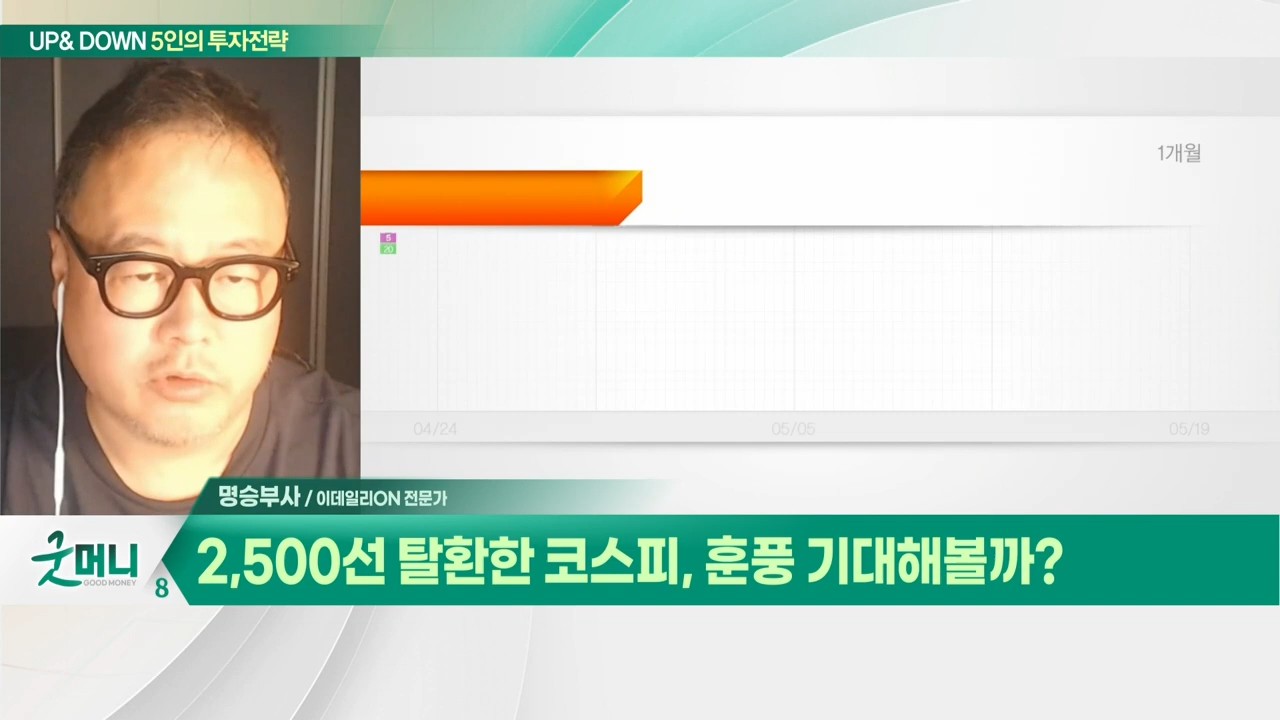 UP& DOWN 5인의 투자전략
1개월
5
20
04/24
05/05
05/19
명승부사 / 이데일리ON 전문가
굿머니
GOOD MONEY
8
2,500선 탈환한 코스피, 훈풍 기대해볼까?